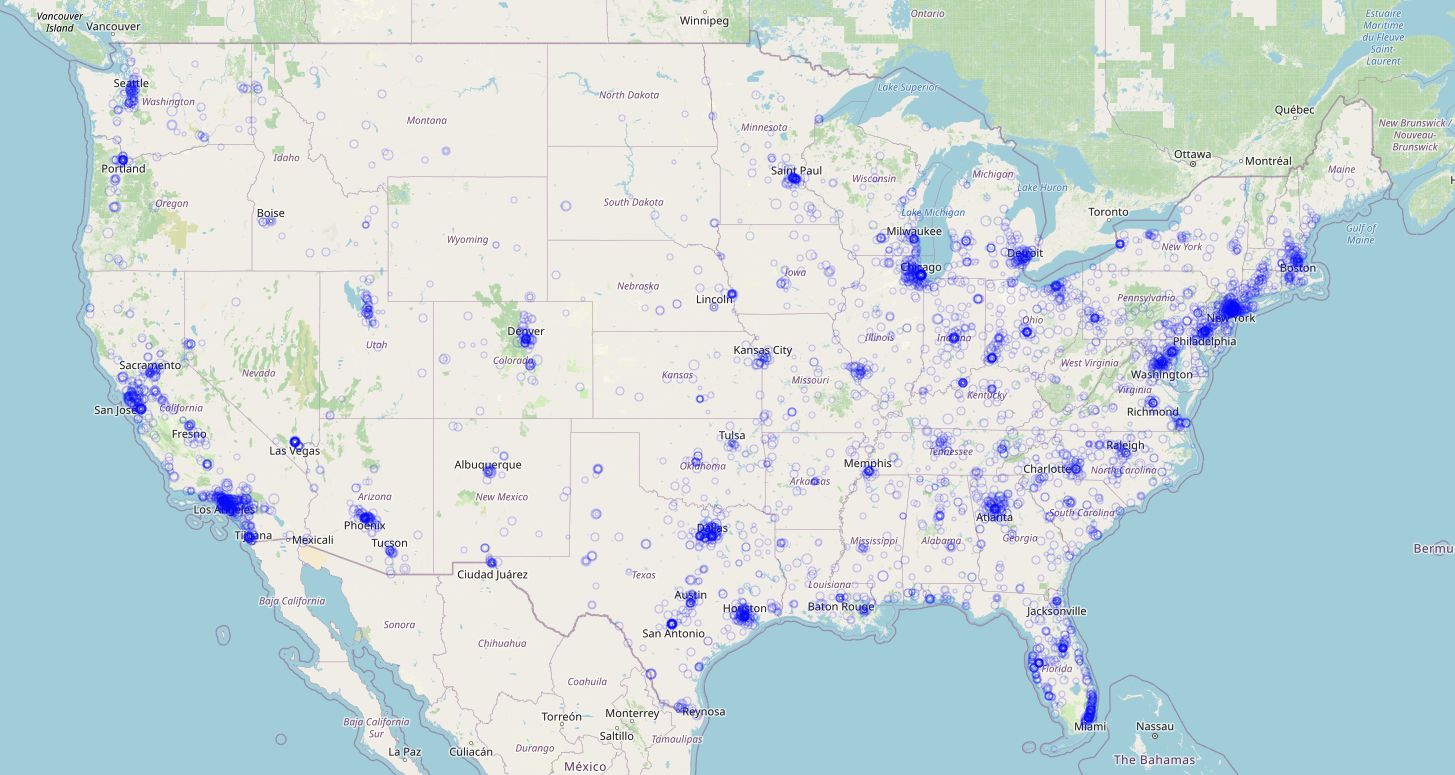 Vancouver
Island
Vancouver
Winnipeg
Ontario
Estuaire
Maritime
du Fleuve
Saint-
Laurent
Seattle
Washington
North Dakota
Lake Superior
Québec
Montana
Minnesota
New Brunswick /
Nouveau-
Brunswick
Portland
Idaho
Saint Paul
Wisconsin
Michigan
Ottawa
Montréal
Maine
Oregon
Boise
South Dakota
Lake Huron
Toronto
Lake Michigan
Milwaukee
Gulf of
Maine
Wyoming
New York
Detroit
Chicago
Boston
Iowa
Nebraska
Lincoln
Pennsylvania
New York
Denver
Utah
Illinois
Indiana
Ohio
Philadelphia
Sacramento
Nevada
Colorado
Kansas City
Kansas
Missouri
West Virginia
Washington
Virginia
Kentucky
San Jose
California
Richmond
Fresno
Las Vegas
Tulsa
Raleigh
Tennessee
Albuquerque
Oklahoma
Memphis
Charlotte
North Carolina
Arizona
New Mexico
Arkansas
Los Angeles
Phoenix
Atlanta
South Carolina
Dallas
Tijuana
Mexicali
Tucson
Mississippi
Alabama
Georgia
Bermu
Ciudad Juárez
Texas
Louisiana
Baja California
Austin
Houston
Baton Rouge
Jacksonville
Sonora
San Antonio
Chihuahua
Florida
Coahuila
Baja California
Sur
Torreón
Monterrey
Reynosa
Saltillo
Miami
Nassau
La Paz
Culiacán
Durango
Tamaulipas
México
The Bahamas